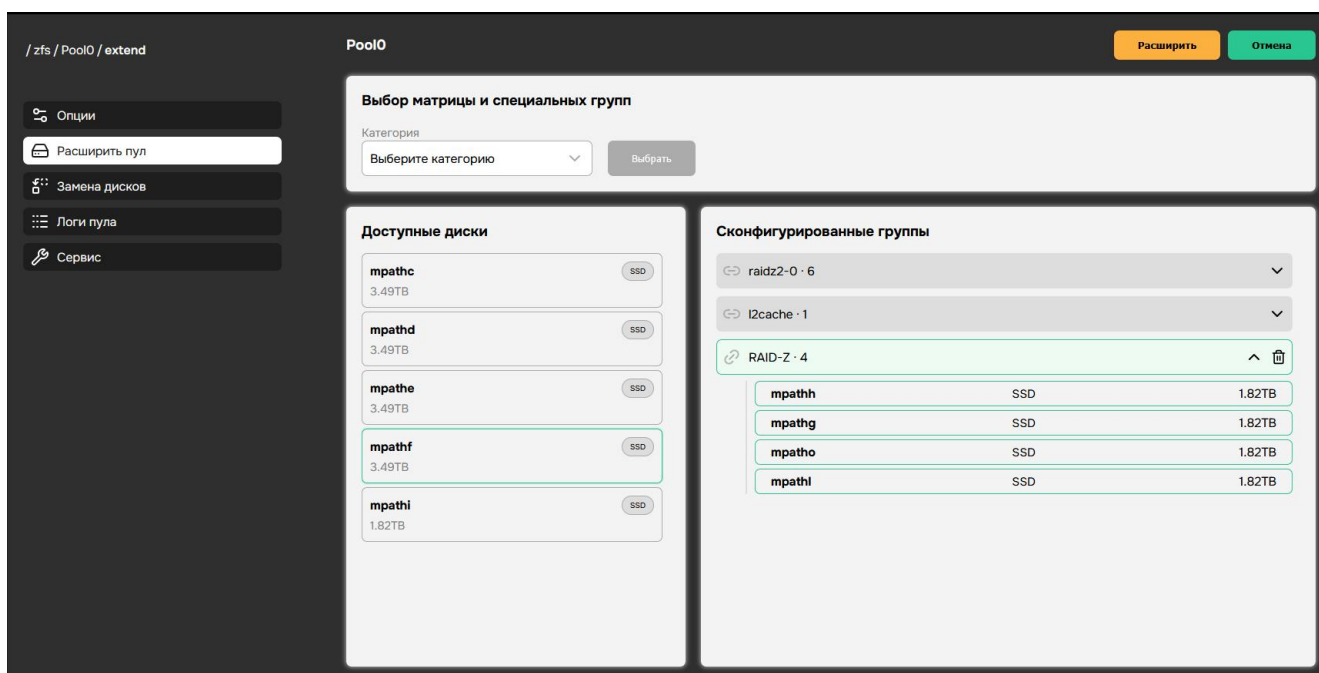 / zfs / Pool0 / extend
Опции
Расширить пул
Замена дисков
Логи пула
Сервис
Pool0
Расширить
Отмена
Выбор матрицы и специальных групп
Категория
Выберите категорию
Выбрать
Доступные диски
mpathc SSD
3.49TB
mpathd SSD
3.49TB
mpathe SSD
3.49TB
mpathf SSD
3.49TB
mpathi SSD
1.82TB
Сконфигурированные группы
raidz2-0 · 6
l2cache · 1
RAID-Z · 4
mpathh SSD 1.82TB
mpathg SSD 1.82TB
mpatho SSD 1.82TB
mpathl SSD 1.82TB